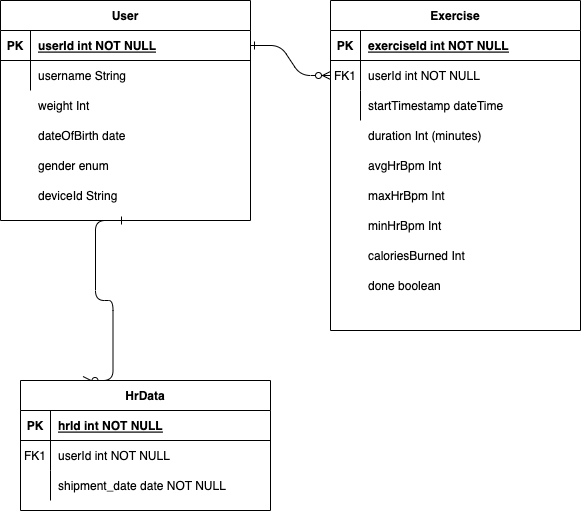 User
PK userId int NOT NULL
username String
weight Int
dateOfBirth date
gender enum
deviceId String
Exercise
PK exerciseId int NOT NULL
FK1 userId int NOT NULL
startTimestamp dateTime
duration Int (minutes)
avgHrBpm Int
maxHrBpm Int
minHrBpm Int
caloriesBurned Int
done boolean
HrData
PK hrId int NOT NULL
FK1 userId int NOT NULL
shipment_date date NOT NULL